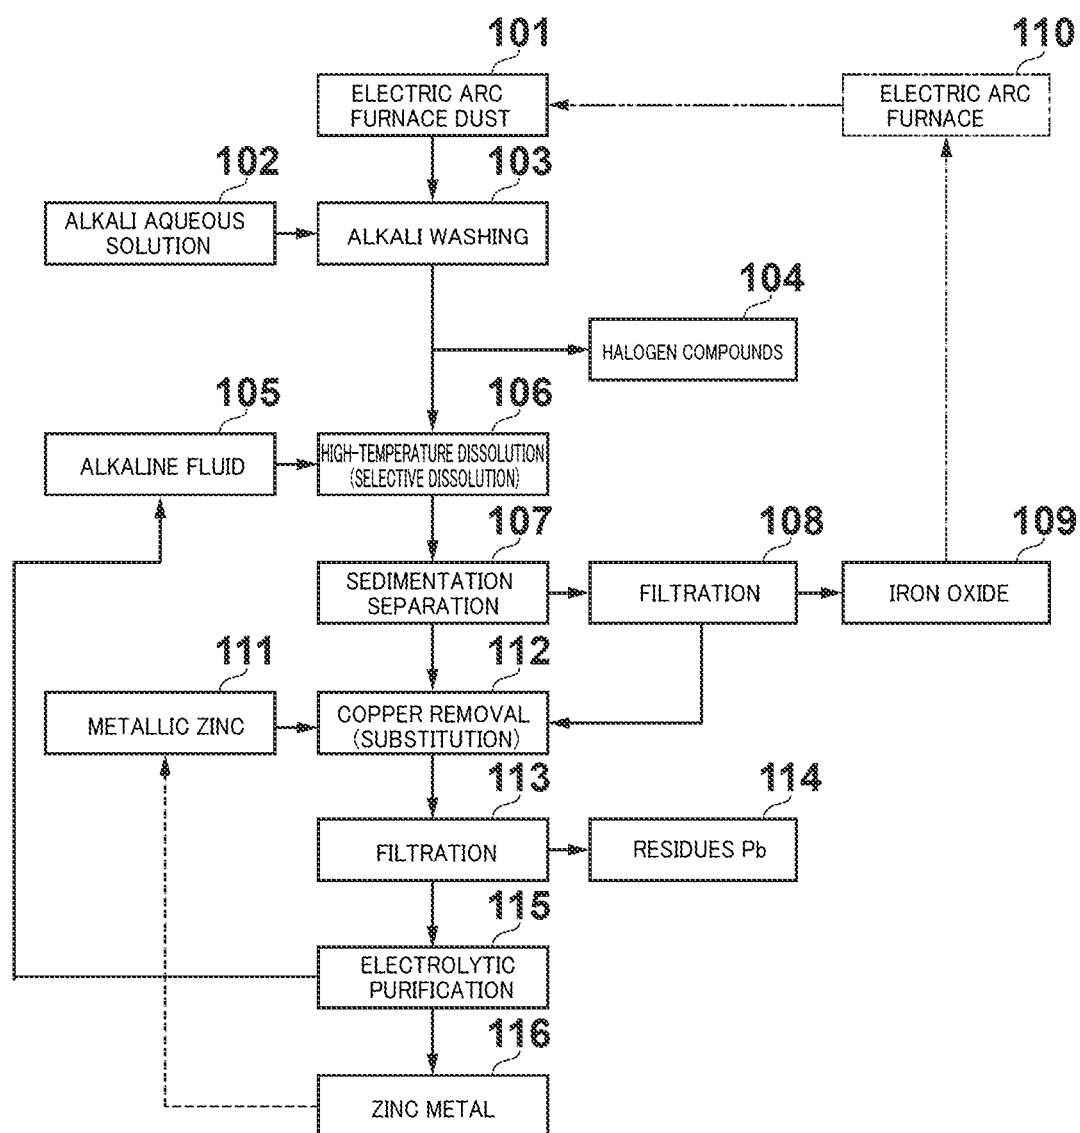 101
110
ELECTRIC ARC
FURNACE DUST
ELECTRIC ARC
FURNACE
102
103
ALKALI AQUEOUS
SOLUTION
ALKALI WASHING
104
HALOGEN COMPOUNDS
105
106
ALKALINE FLUID
HIGH-TEMPERATURE DISSOLUTION
(SELECTIVE DISSOLUTION)
107
108
109
SEDIMENTATION
SEPARATION
FILTRATION
IRON OXIDE
111
112
METALLIC ZINC
COPPER REMOVAL
(SUBSTITUTION)
113
114
FILTRATION
RESIDUES Pb
115
ELECTROLYTIC
PURIFICATION
116
ZINC METAL